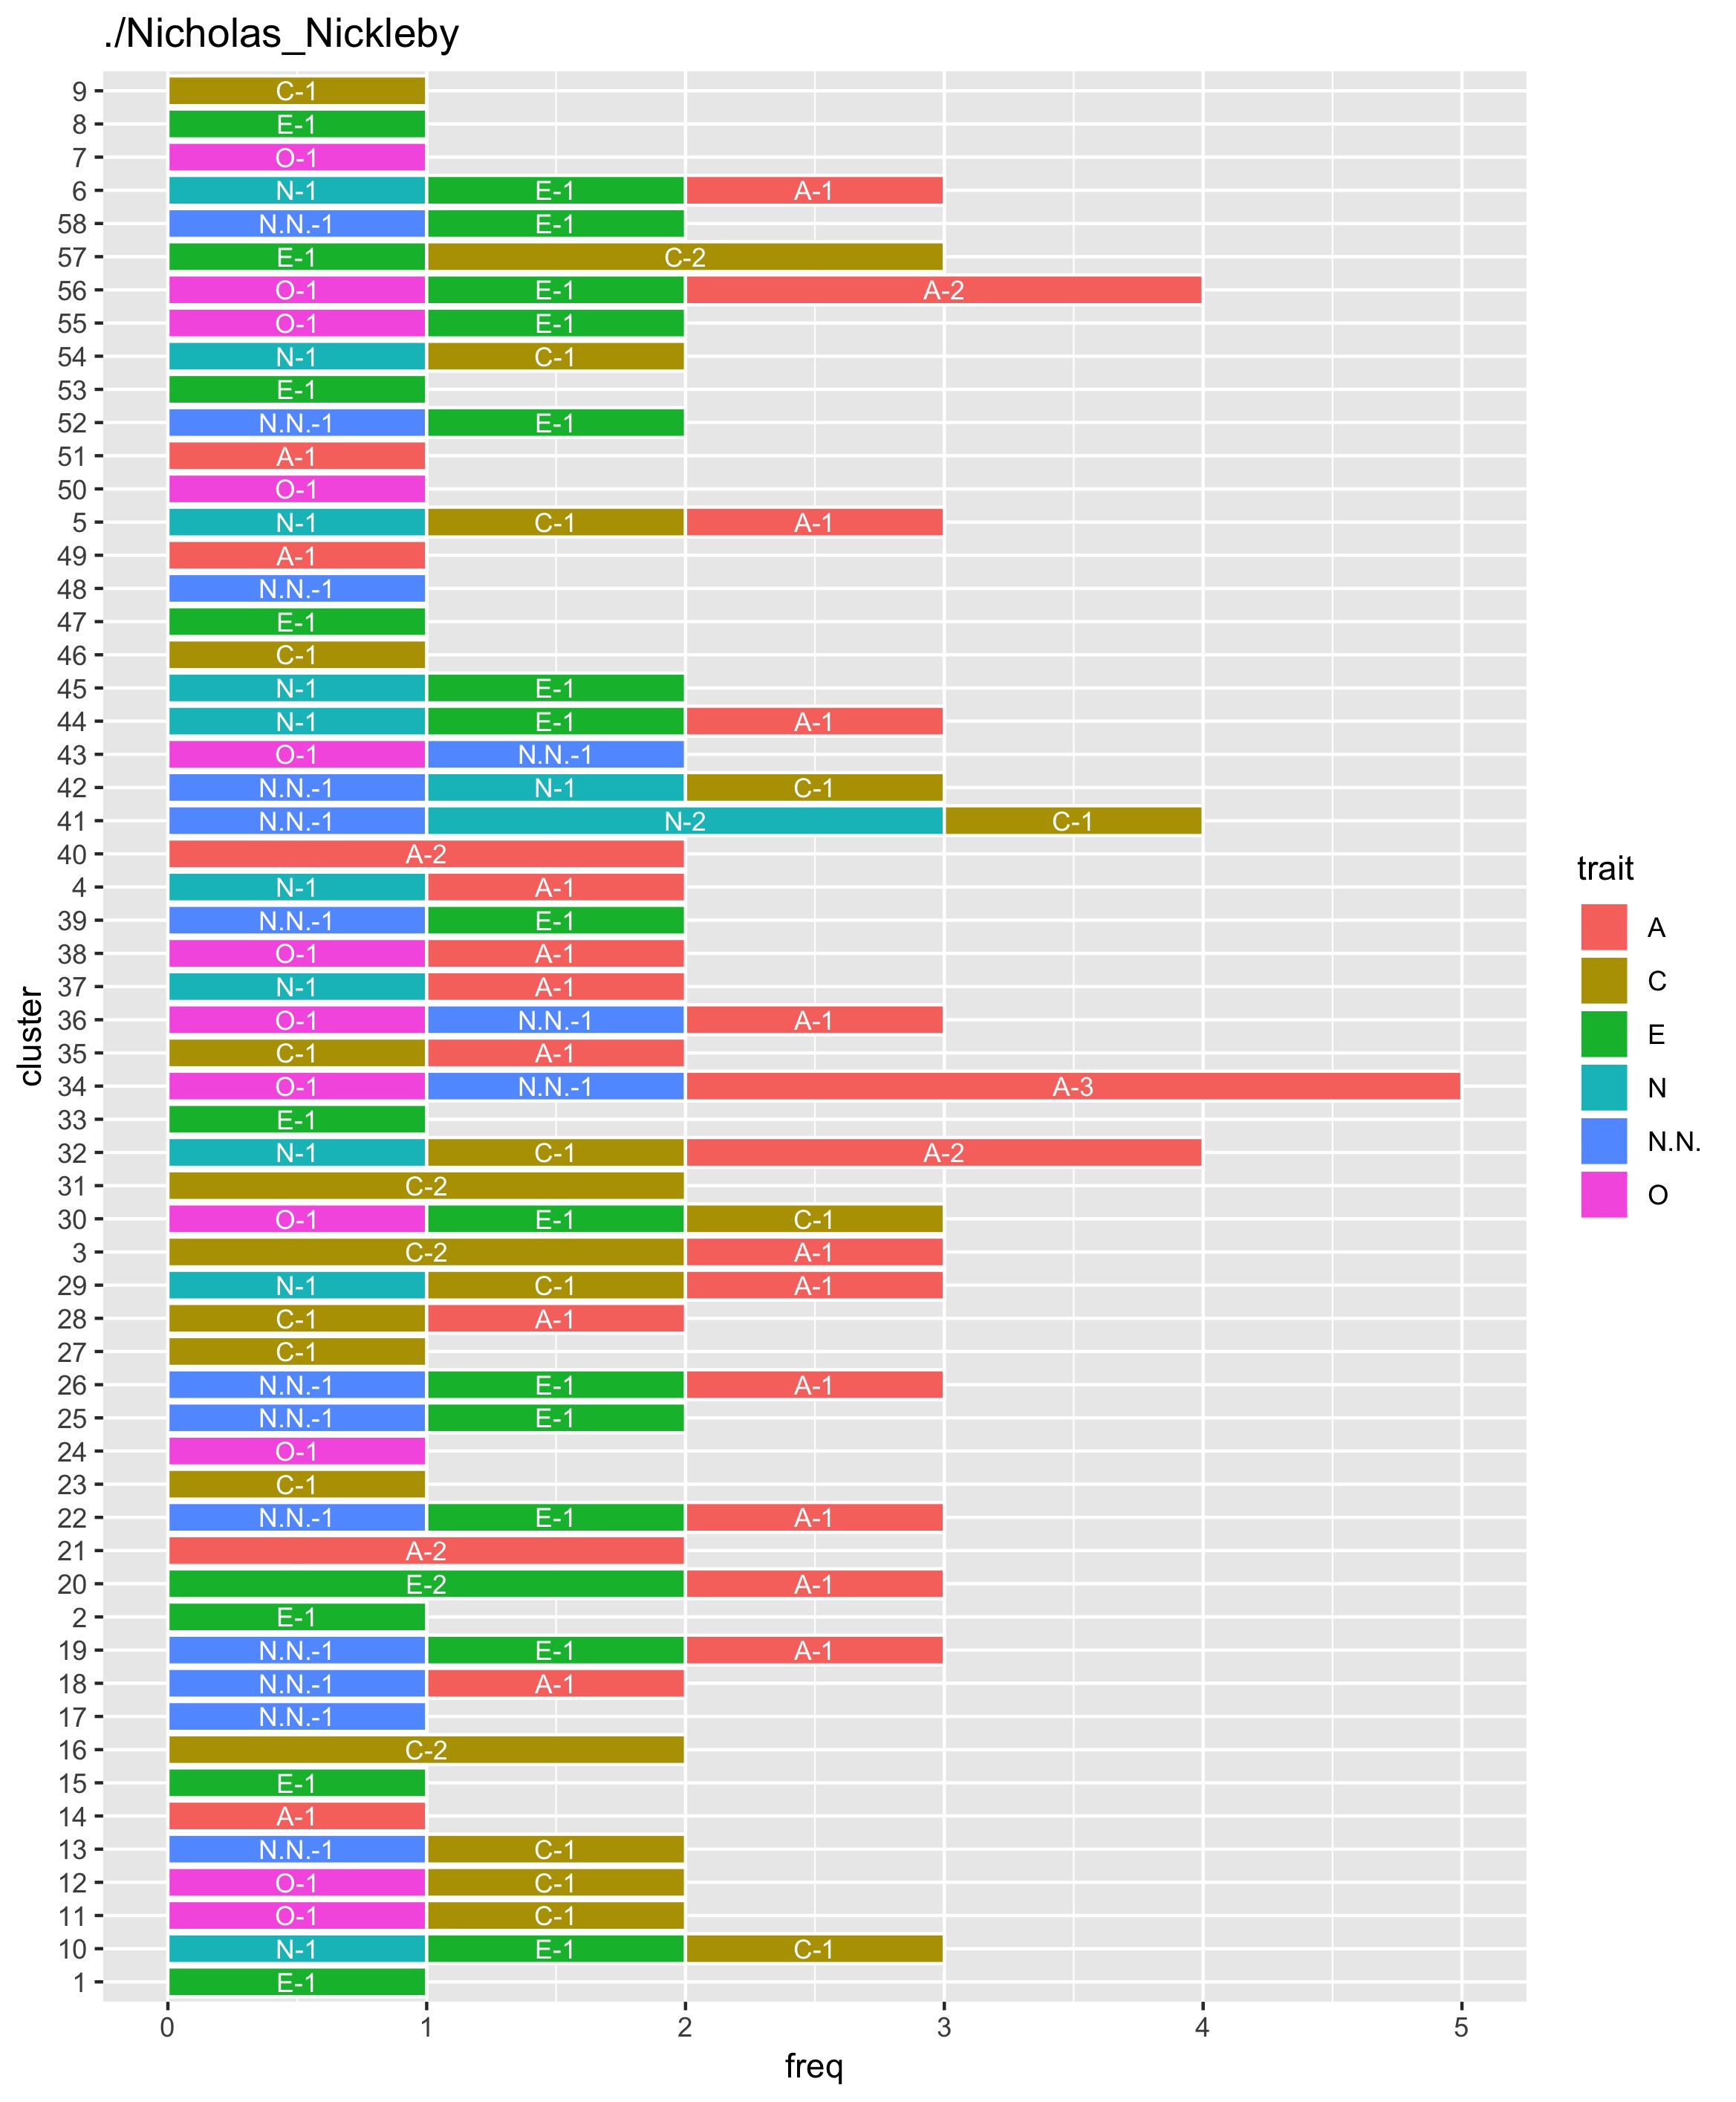 ./Nicholas_Nickleby
9 C-1
8 E-1
7 O-1
6 N-1 E-1 A-1
58 N.N.-1 E-1
57 E-1 C-2
56 O-1 E-1 A-2
55 O-1 E-1
54 N-1 C-1
53 E-1
52 N.N.-1 E-1
51 A-1
50 O-1
5 N-1 C-1 A-1
49 A-1
48 N.N.-1
47 E-1
46 C-1
45 N-1 E-1
44 N-1 E-1 A-1
43 O-1 N.N.-1
42 N.N.-1 N-1 C-1
41 N.N.-1 N-2 C-1
40 A-2
4 N-1 A-1
39 N.N.-1 E-1
38 O-1 A-1
37 N-1 A-1
36 O-1 N.N.-1 A-1
35 C-1 A-1
34 O-1 N.N.-1 A-3
33 E-1
32 N-1 C-1 A-2
31 C-2
30 O-1 E-1 C-1
3 C-2 A-1
29 N-1 C-1 A-1
28 C-1 A-1
27 C-1
26 N.N.-1 E-1 A-1
25 N.N.-1 E-1
24 O-1
23 C-1
22 N.N.-1 E-1 A-1
21 A-2
20 E-2 A-1
2 E-1
19 N.N.-1 E-1 A-1
18 N.N.-1 A-1
17 N.N.-1
16 C-2
15 E-1
14 A-1
13 N.N.-1 C-1
12 O-1 C-1
11 O-1 C-1
10 N-1 E-1 C-1
1 E-1
0 1 2 3 4 5
freq
cluster
trait
A
C
E
N
N.N.
O